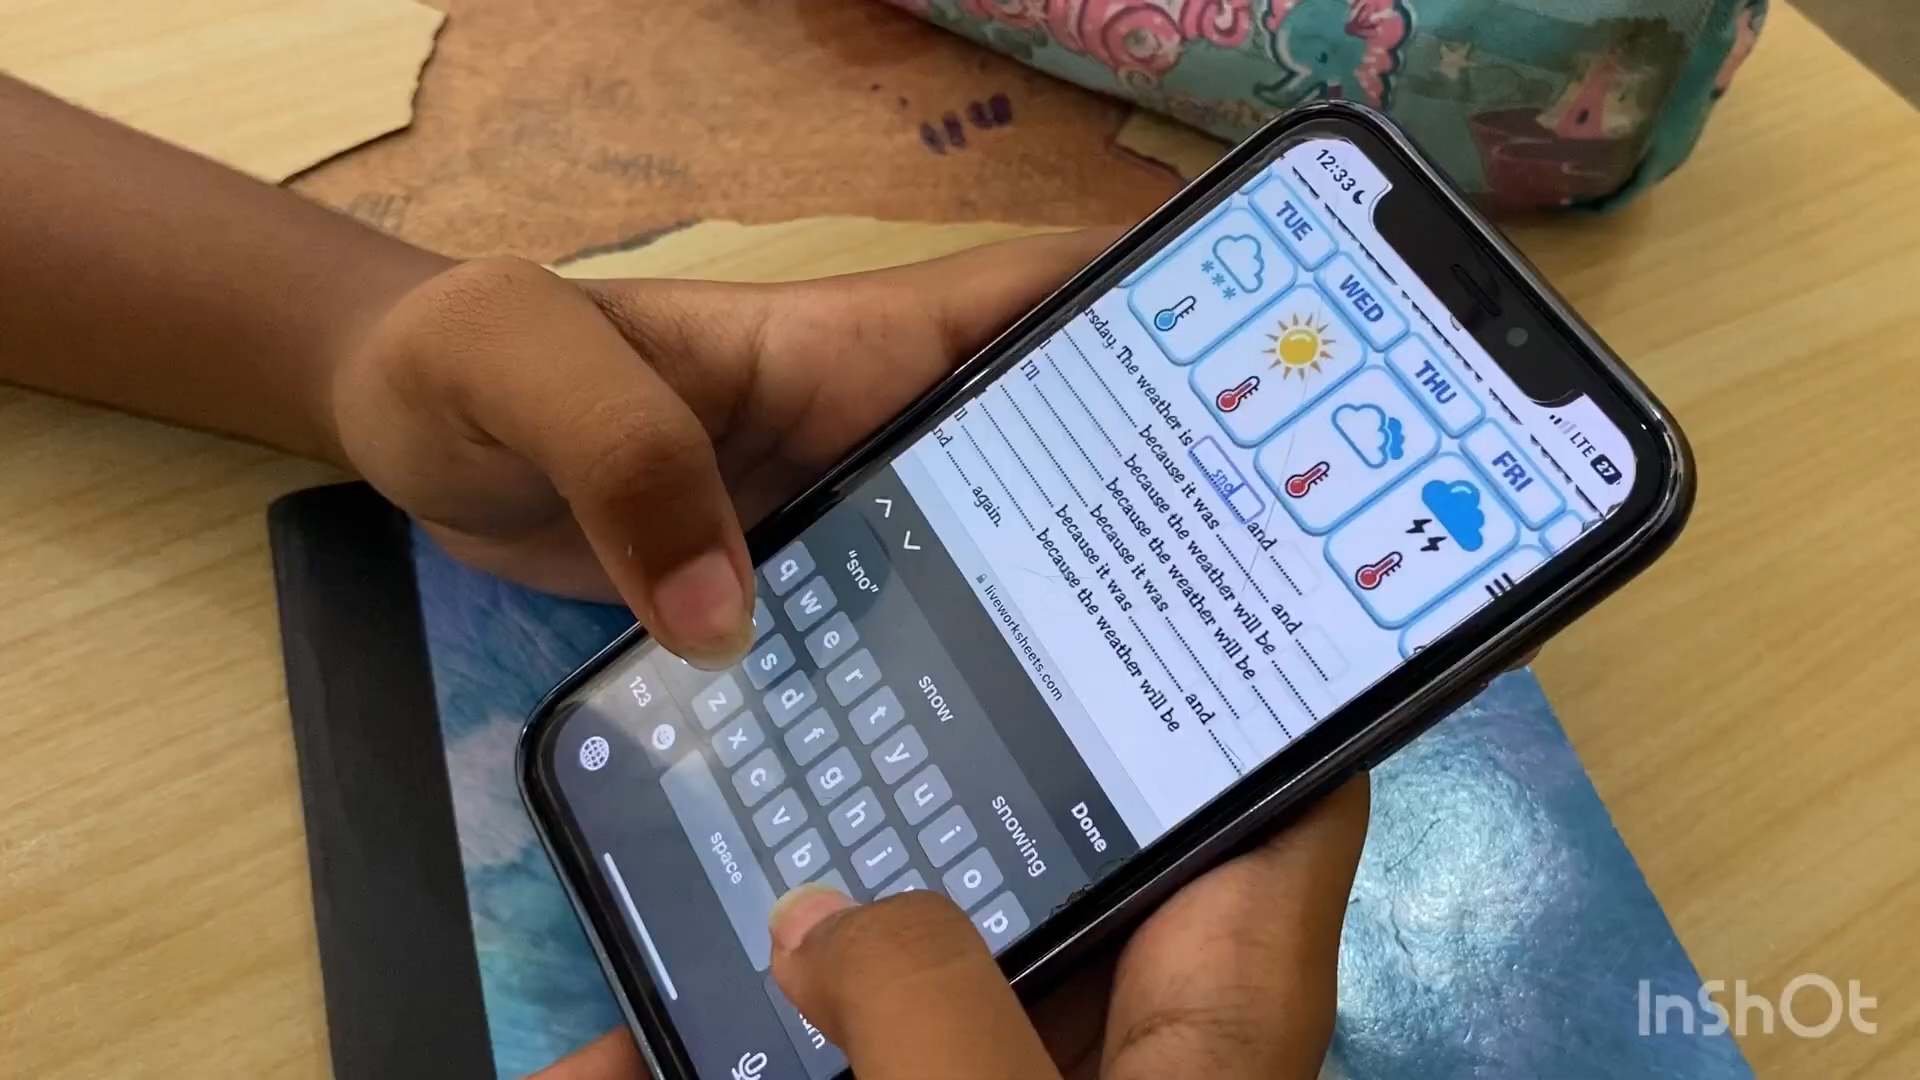 12:33
LTE 27
TUE
WED
THU
FRI
rsday. The weather is sno and
because it was and
I'll because the weather will be
because the weather will be
I'll because it was
because it was and
nd because the weather will be
again.
liveworksheets.com
Done
"sno" snow snowing
q w e r t y u i o p
s d f g h j
z x c v b
123 space
InShOt